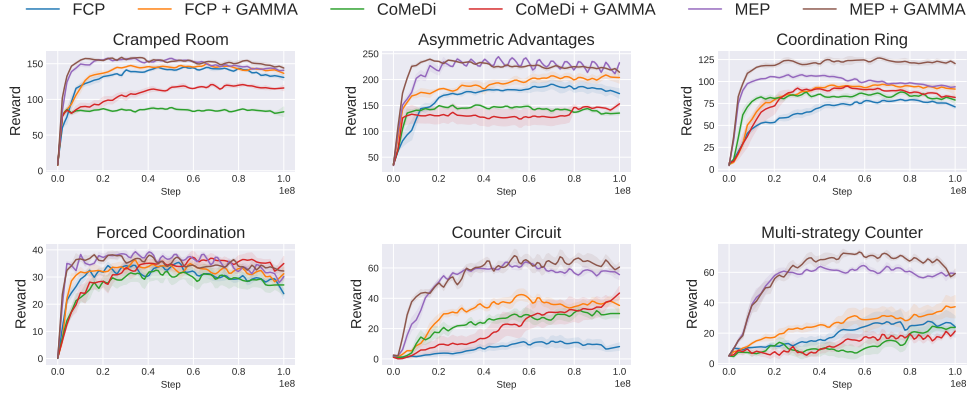 FCP FCP + GAMMA CoMeDi CoMeDi + GAMMA MEP MEP + GAMMA
Cramped Room Asymmetric Advantages Coordination Ring
Reward
150
100
50
0
0.0 0.2 0.4 0.6 0.8 1.0
Step 1e8
Reward
250
200
150
100
50
0.0 0.2 0.4 0.6 0.8 1.0
Step 1e8
Reward
125
100
75
50
25
0
0.0 0.2 0.4 0.6 0.8 1.0
Step 1e8
Forced Coordination Counter Circuit Multi-strategy Counter
Reward
40
30
20
10
0
0.0 0.2 0.4 0.6 0.8 1.0
Step 1e8
Reward
60
40
20
0
0.0 0.2 0.4 0.6 0.8 1.0
Step 1e8
Reward
60
40
20
0
0.0 0.2 0.4 0.6 0.8 1.0
Step 1e8